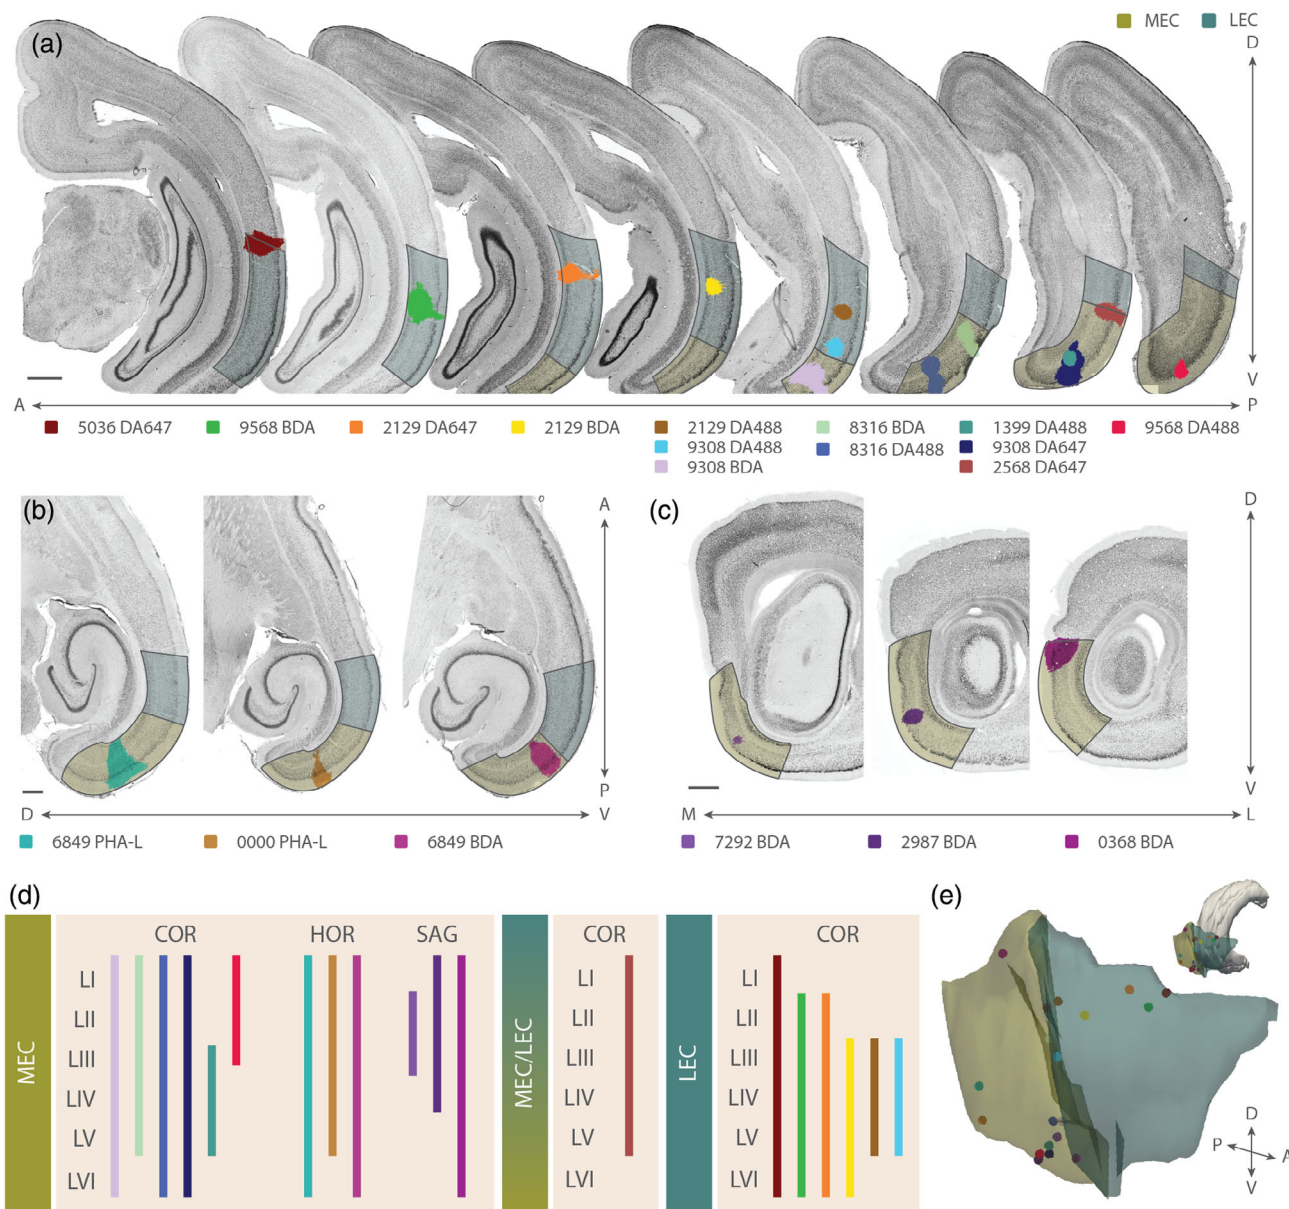 (a)
MEC LEC
D
V
A P
5036 DA647 9568 BDA 2129 DA647 2129 BDA 2129 DA488 8316 BDA 1399 DA488 9568 DA488
9308 DA488 8316 DA488 9308 DA647
9308 BDA 2568 DA647
(b)
A
P
D V
6849 PHA-L 0000 PHA-L 6849 BDA
(c)
D
V
M L
7292 BDA 2987 BDA 0368 BDA
(d)
MEC
COR HOR SAG
LI
LII
LIII
LIV
LV
LVI
MEC/LEC
COR
LI
LII
LIII
LIV
LV
LVI
LEC
COR
LI
LII
LIII
LIV
LV
LVI
(e)
D
P A
V